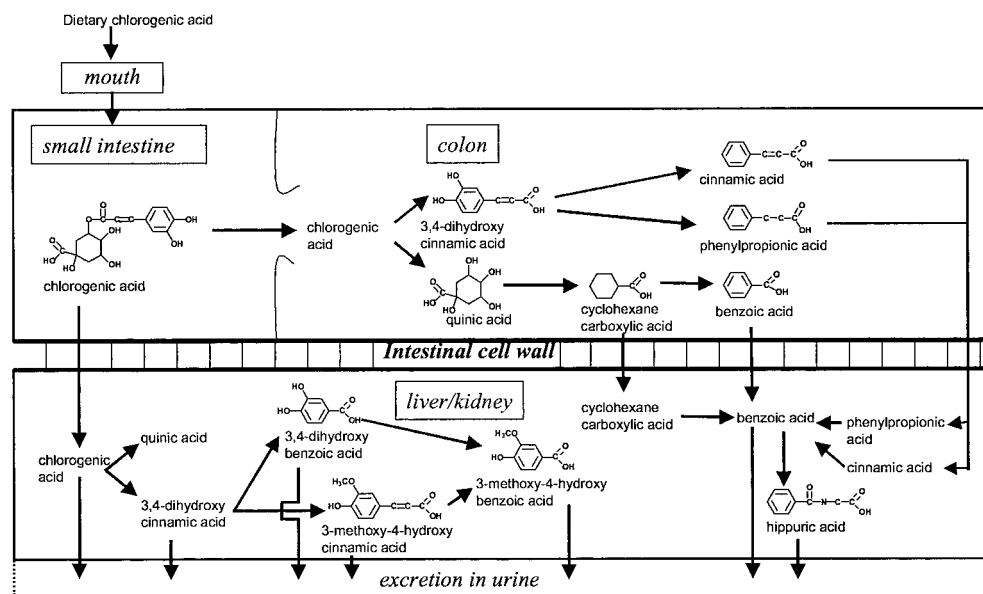 Dietary chlorogenic acid
mouth
small intestine
colon
chlorogenic acid
chlorogenic
acid
3,4-dihydroxy
cinnamic acid
quinic acid
cyclohexane
carboxylic acid
benzoic acid
cinnamic acid
phenylpropionic acid
Intestinal cell wall
liver/kidney
chlorogenic
acid
quinic acid
3,4-dihydroxy
cinnamic acid
3,4-dihydroxy
benzoic acid
3-methoxy-4-hydroxy
cinnamic acid
3-methoxy-4-hydroxy
benzoic acid
cyclohexane
carboxylic acid
benzoic acid
phenylpropionic
acid
cinnamic acid
hippuric acid
excretion in urine